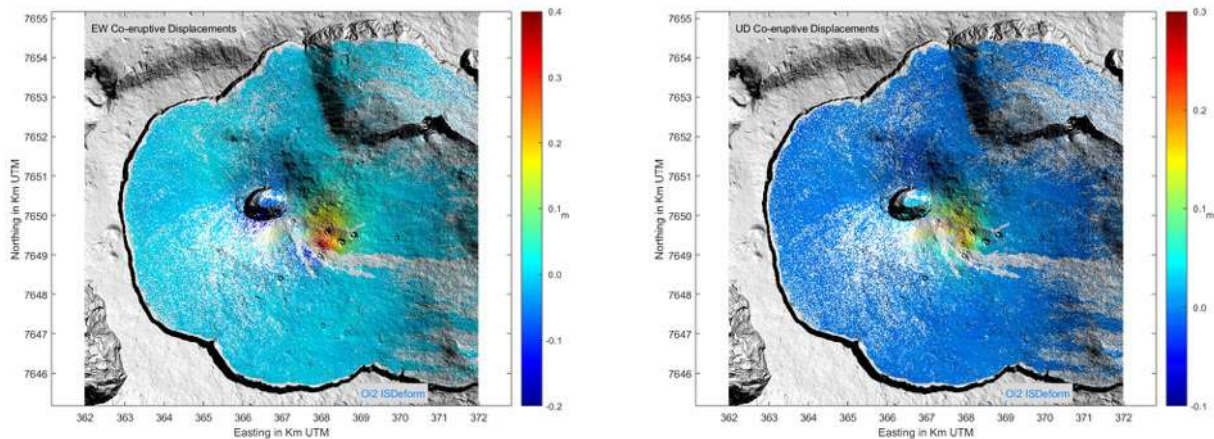 EW Co-eruptive Displacements
7655
7654
7653
7652
7651
7650
7649
7648
7647
7646
Northing in Km UTM
362 363 364 365 366 367 368 369 370 371 372
Easting in Km UTM
Oi2 ISDeform
0.4
0.3
0.2
0.1
0.0
-0.1
-0.2
m
UD Co-eruptive Displacements
7655
7654
7653
7652
7651
7650
7649
7648
7647
7646
Northing in Km UTM
362 363 364 365 366 367 368 369 370 371 372
Easting in Km UTM
Oi2 ISDeform
0.3
0.2
0.1
0.0
-0.1
m